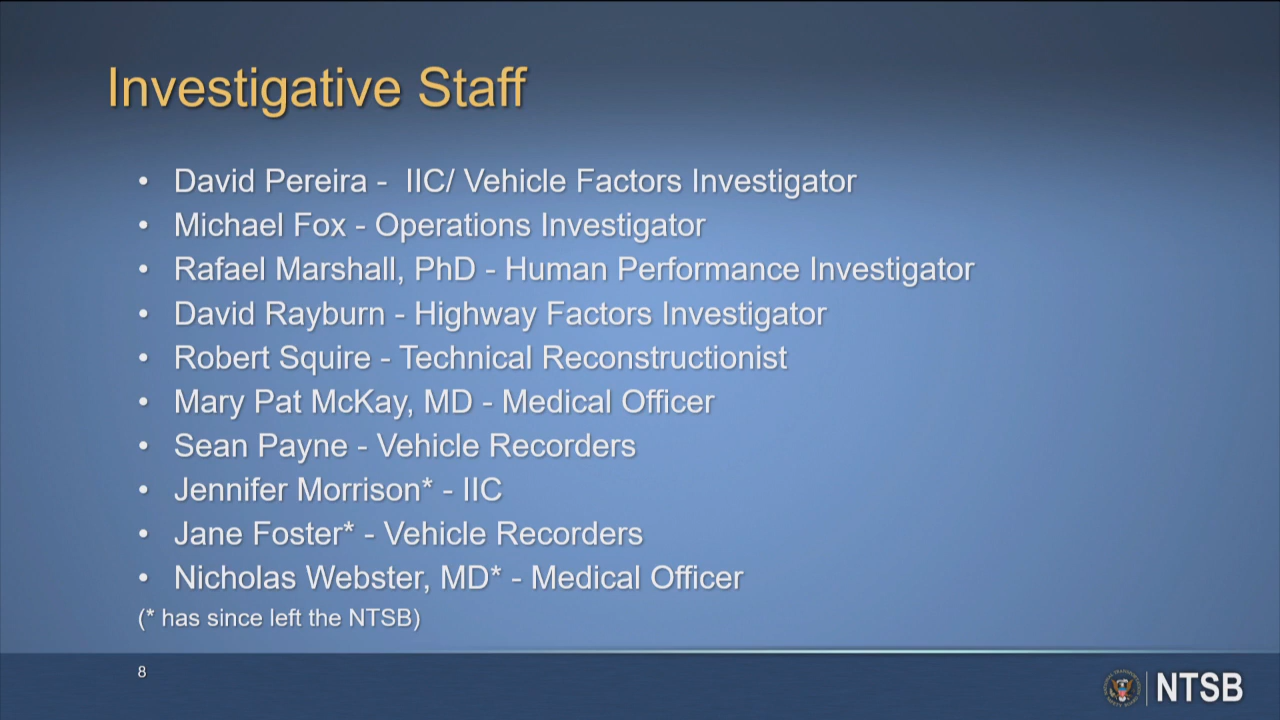 Investigative Staff
• David Pereira -  IIC/ Vehicle Factors Investigator
• Michael Fox - Operations Investigator
• Rafael Marshall, PhD - Human Performance Investigator
• David Rayburn - Highway Factors Investigator
• Robert Squire - Technical Reconstructionist
• Mary Pat McKay, MD - Medical Officer
• Sean Payne - Vehicle Recorders
• Jennifer Morrison* - IIC
• Jane Foster* - Vehicle Recorders
• Nicholas Webster, MD* - Medical Officer
(* has since left the NTSB)
8
NTSB